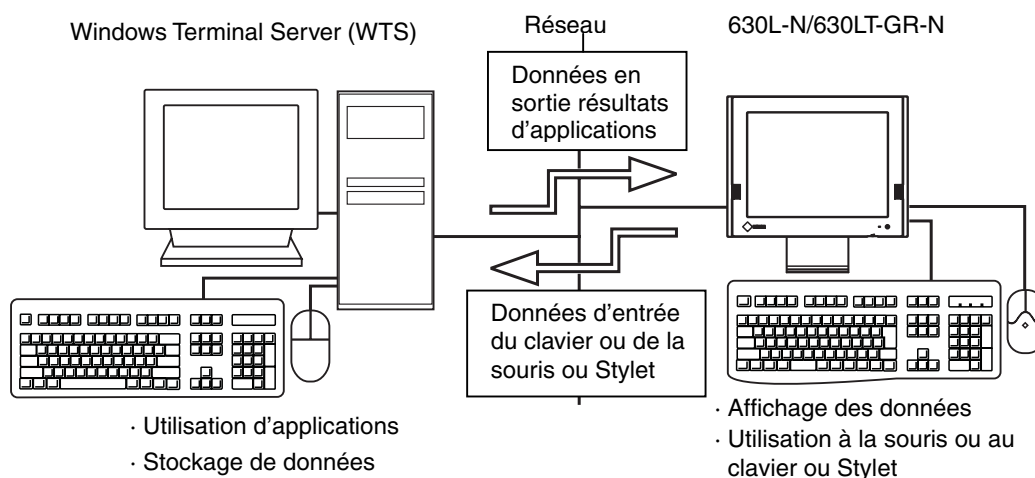 Windows Terminal Server (WTS)
Réseau
630L-N/630LT-GR-N
Données en
sortie résultats
d’applications
Données d’entrée
du clavier ou de la
souris ou Stylet
· Utilisation d’applications
· Stockage de données
· Affichage des données
· Utilisation à la souris ou au
clavier ou Stylet